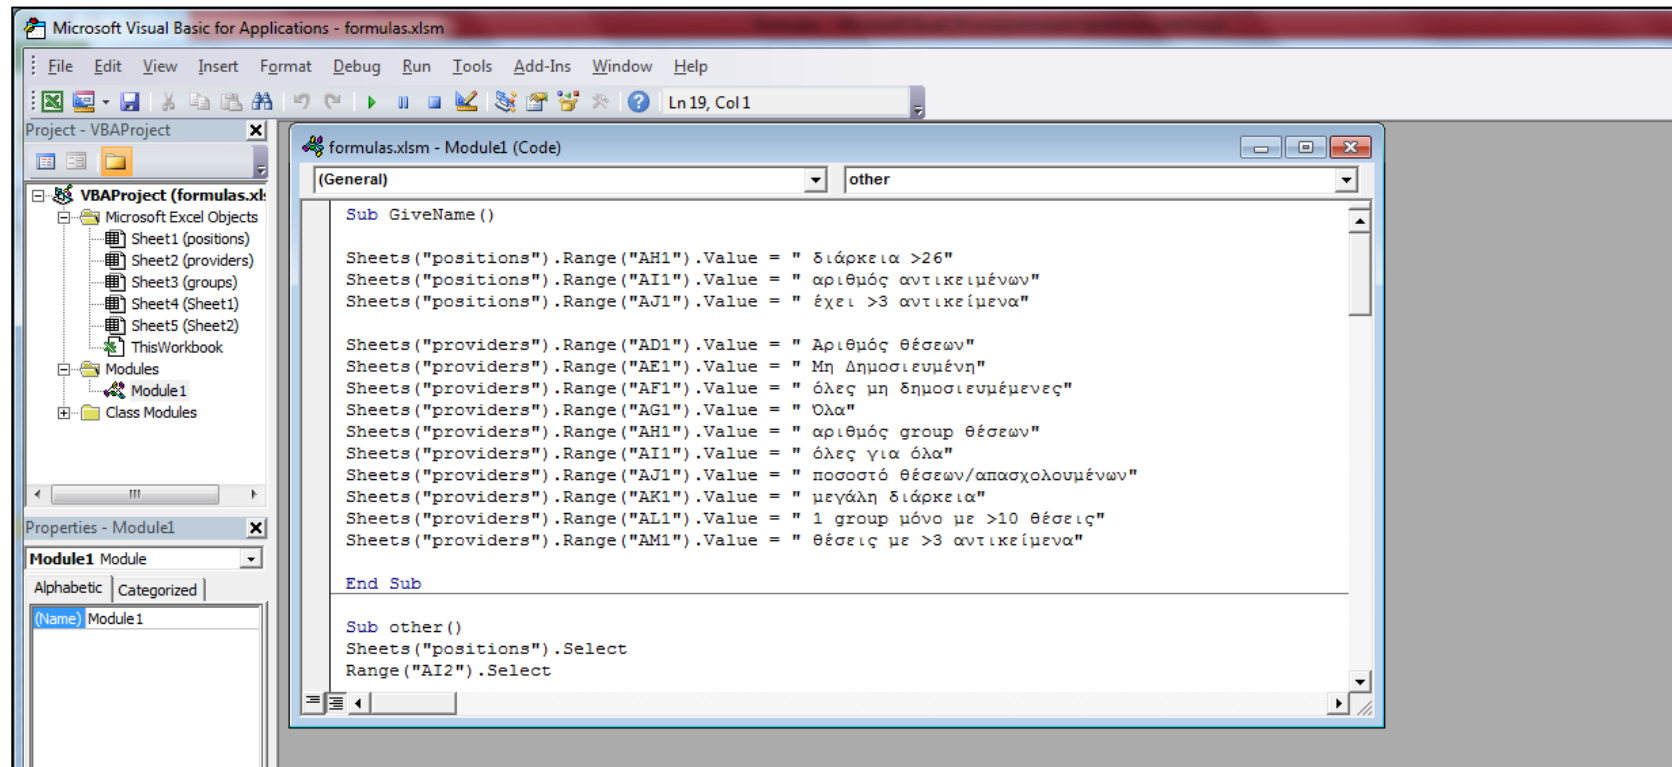 Microsoft Visual Basic for Applications - formulas.xlsm
File Edit View Insert Format Debug Run Tools Add-Ins Window Help
Ln 19, Col 1
Project - VBAProject
VBAProject (formulas.xl
Microsoft Excel Objects
Sheet1 (positions)
Sheet2 (providers)
Sheet3 (groups)
Sheet4 (Sheet1)
Sheet5 (Sheet2)
ThisWorkbook
Modules
Module1
Class Modules
Properties - Module1
Module1 Module
Alphabetic Categorized
(Name) Module1
formulas.xlsm - Module1 (Code)
(General) other
Sub GiveName()
Sheets("positions").Range("AH1").Value = " διάρκεια >26"
Sheets("positions").Range("AI1").Value = " αριθμός αντικειμένων"
Sheets("positions").Range("AJ1").Value = " έχει >3 αντικείμενα"
Sheets("providers").Range("AD1").Value = " Αριθμός θέσεων"
Sheets("providers").Range("AE1").Value = " Μη Δημοσιευμένη"
Sheets("providers").Range("AF1").Value = " όλες μη δημοσιευμέμενες"
Sheets("providers").Range("AG1").Value = " Όλα"
Sheets("providers").Range("AH1").Value = " αριθμός group θέσεων"
Sheets("providers").Range("AI1").Value = " όλες για όλα"
Sheets("providers").Range("AJ1").Value = " ποσοστό θέσεων/απασχολουμένων"
Sheets("providers").Range("AK1").Value = " μεγάλη διάρκεια"
Sheets("providers").Range("AL1").Value = " 1 group μόνο με >10 θέσεις"
Sheets("providers").Range("AM1").Value = " θέσεις με >3 αντικείμενα"
End Sub
Sub other()
Sheets("positions").Select
Range("AI2").Select